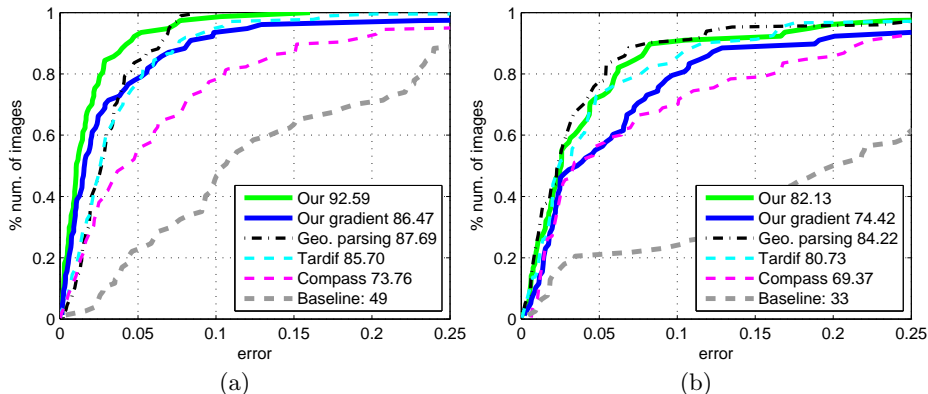 1
0.8
0.6
0.4
0.2
0
% num. of images
0
0.05
0.1
0.15
0.2
0.25
error
Our 92.59
Our gradient 86.47
Geo. parsing 87.69
Tardif 85.70
Compass 73.76
Baseline: 49
(a)
1
0.8
0.6
0.4
0.2
0
% num. of images
0
0.05
0.1
0.15
0.2
0.25
error
Our 82.13
Our gradient 74.42
Geo. parsing 84.22
Tardif 80.73
Compass 69.37
Baseline: 33
(b)